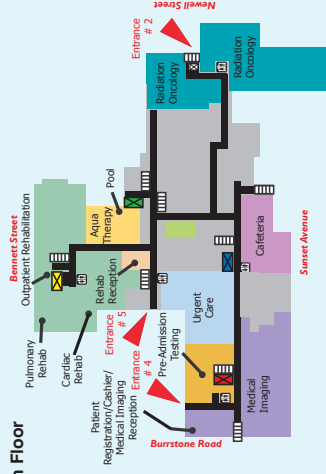 n Floor
Newell Street
Entrance
# 2
Radiation
Oncology
Radiation
Oncology
Bennett Street
Outpatient Rehabilitation
Pulmonary
Rehab
Cardiac
Rehab
Aqua
Therapy
Pool
Rehab
Reception
Entrance
# 5
Entrance
# 4
Pre-Admission
Testing
Urgent
Care
Patient
Registration/Cashier/
Medical Imaging
Reception
Cafeteria
Medical
Imaging
Sunset Avenue
Burrstone Road